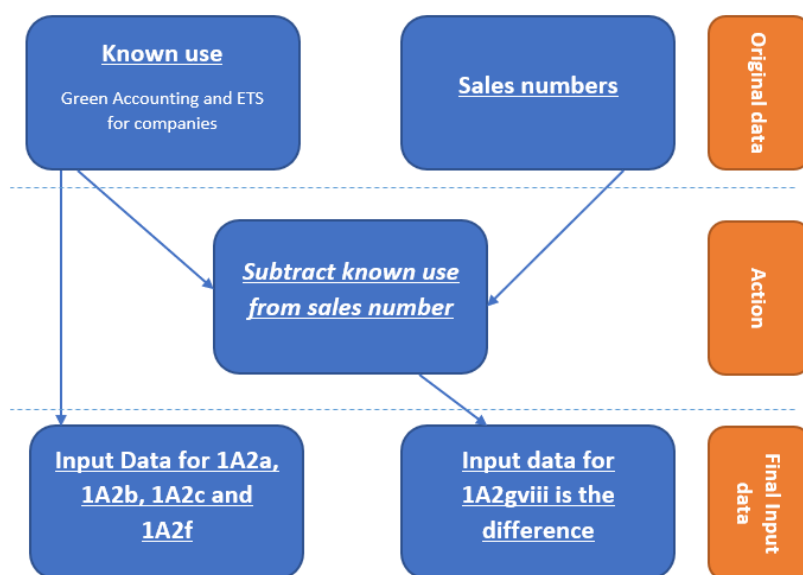 Known use
Green Accounting and ETS
for companies
Sales numbers
Original data
Subtract known use
from sales number
Action
Input Data for 1A2a,
1A2b, 1A2c and
1A2f
Input data for
1A2gviii is the
difference
Final Input
data